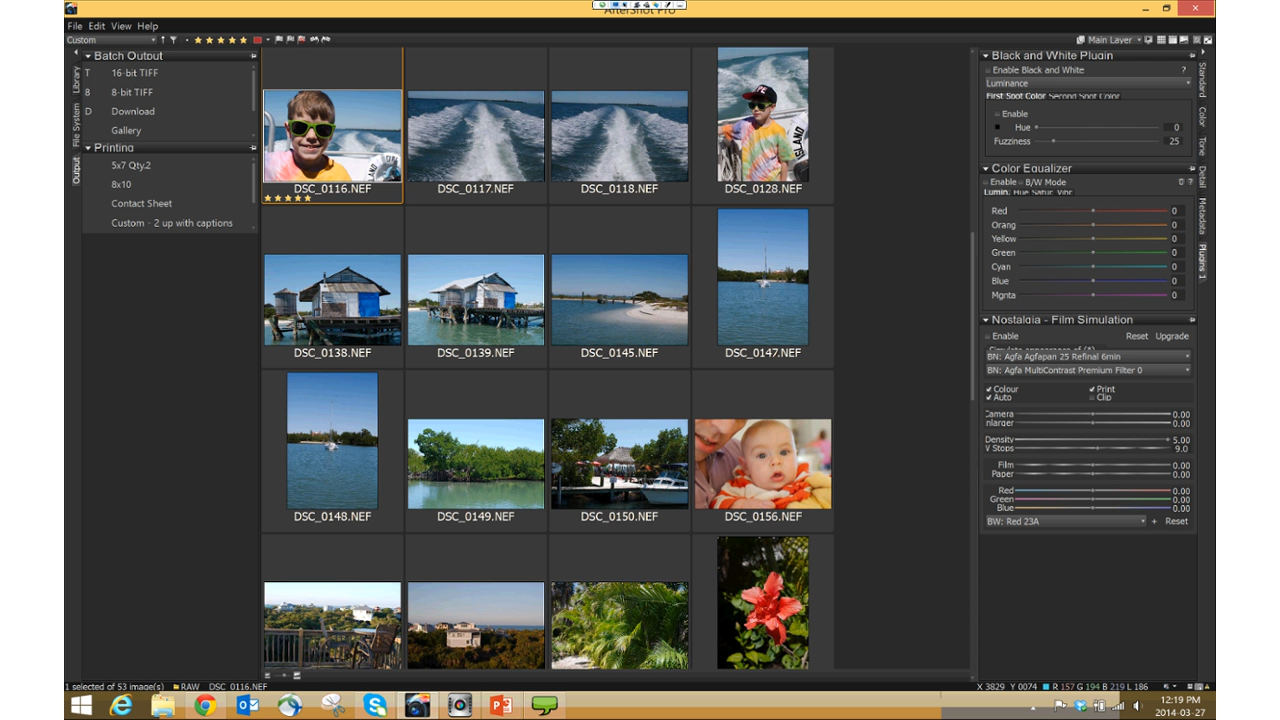 AfterShot Pro
File Edit View Help
Custom
Main Layer
Batch Output
T 16-bit TIFF
8 8-bit TIFF
D Download
Gallery
Printing
5x7 Qty.2
8x10
Contact Sheet
Custom - 2 up with captions
Library
File System
Output
DSC_0116.NEF
DSC_0117.NEF
DSC_0118.NEF
DSC_0128.NEF
ISLAND
DSC_0138.NEF
DSC_0139.NEF
DSC_0145.NEF
DSC_0147.NEF
DSC_0148.NEF
DSC_0149.NEF
DSC_0150.NEF
DSC_0156.NEF
Black and White Plugin
Enable Black and White ?
Luminance
First Spot Color Second Spot Color
Enable
Hue 0
Fuzziness 25
Color Equalizer
Enable B/W Mode ?
Lumin. Hue Satur. Vbr.
Red 0
Orang 0
Yellow 0
Green 0
Cyan 0
Blue 0
Mgnta 0
Nostalgia - Film Simulation
Enable Reset Upgrade
Simulate appearance of (A)
BN: Agfa Agfapan 25 Refinal 6min
BN: Agfa MultiContrast Premium Filter 0
Colour Print
Auto Clip
Camera 0.00
nlarger 0.00
Density 5.00
V Stops 9.0
Film 0.00
Paper 0.00
Red 0.00
Green 0.00
Blue 0.00
BW: Red 23A + Reset
Standard
Color
Tone
Detail
Metadata
Plugins 1
1 selected of 53 image(s) RAW DSC_0116.NEF
X 3829 Y 0074 R 157 G 194 B 219 L 186
12:19 PM
2014-03-27